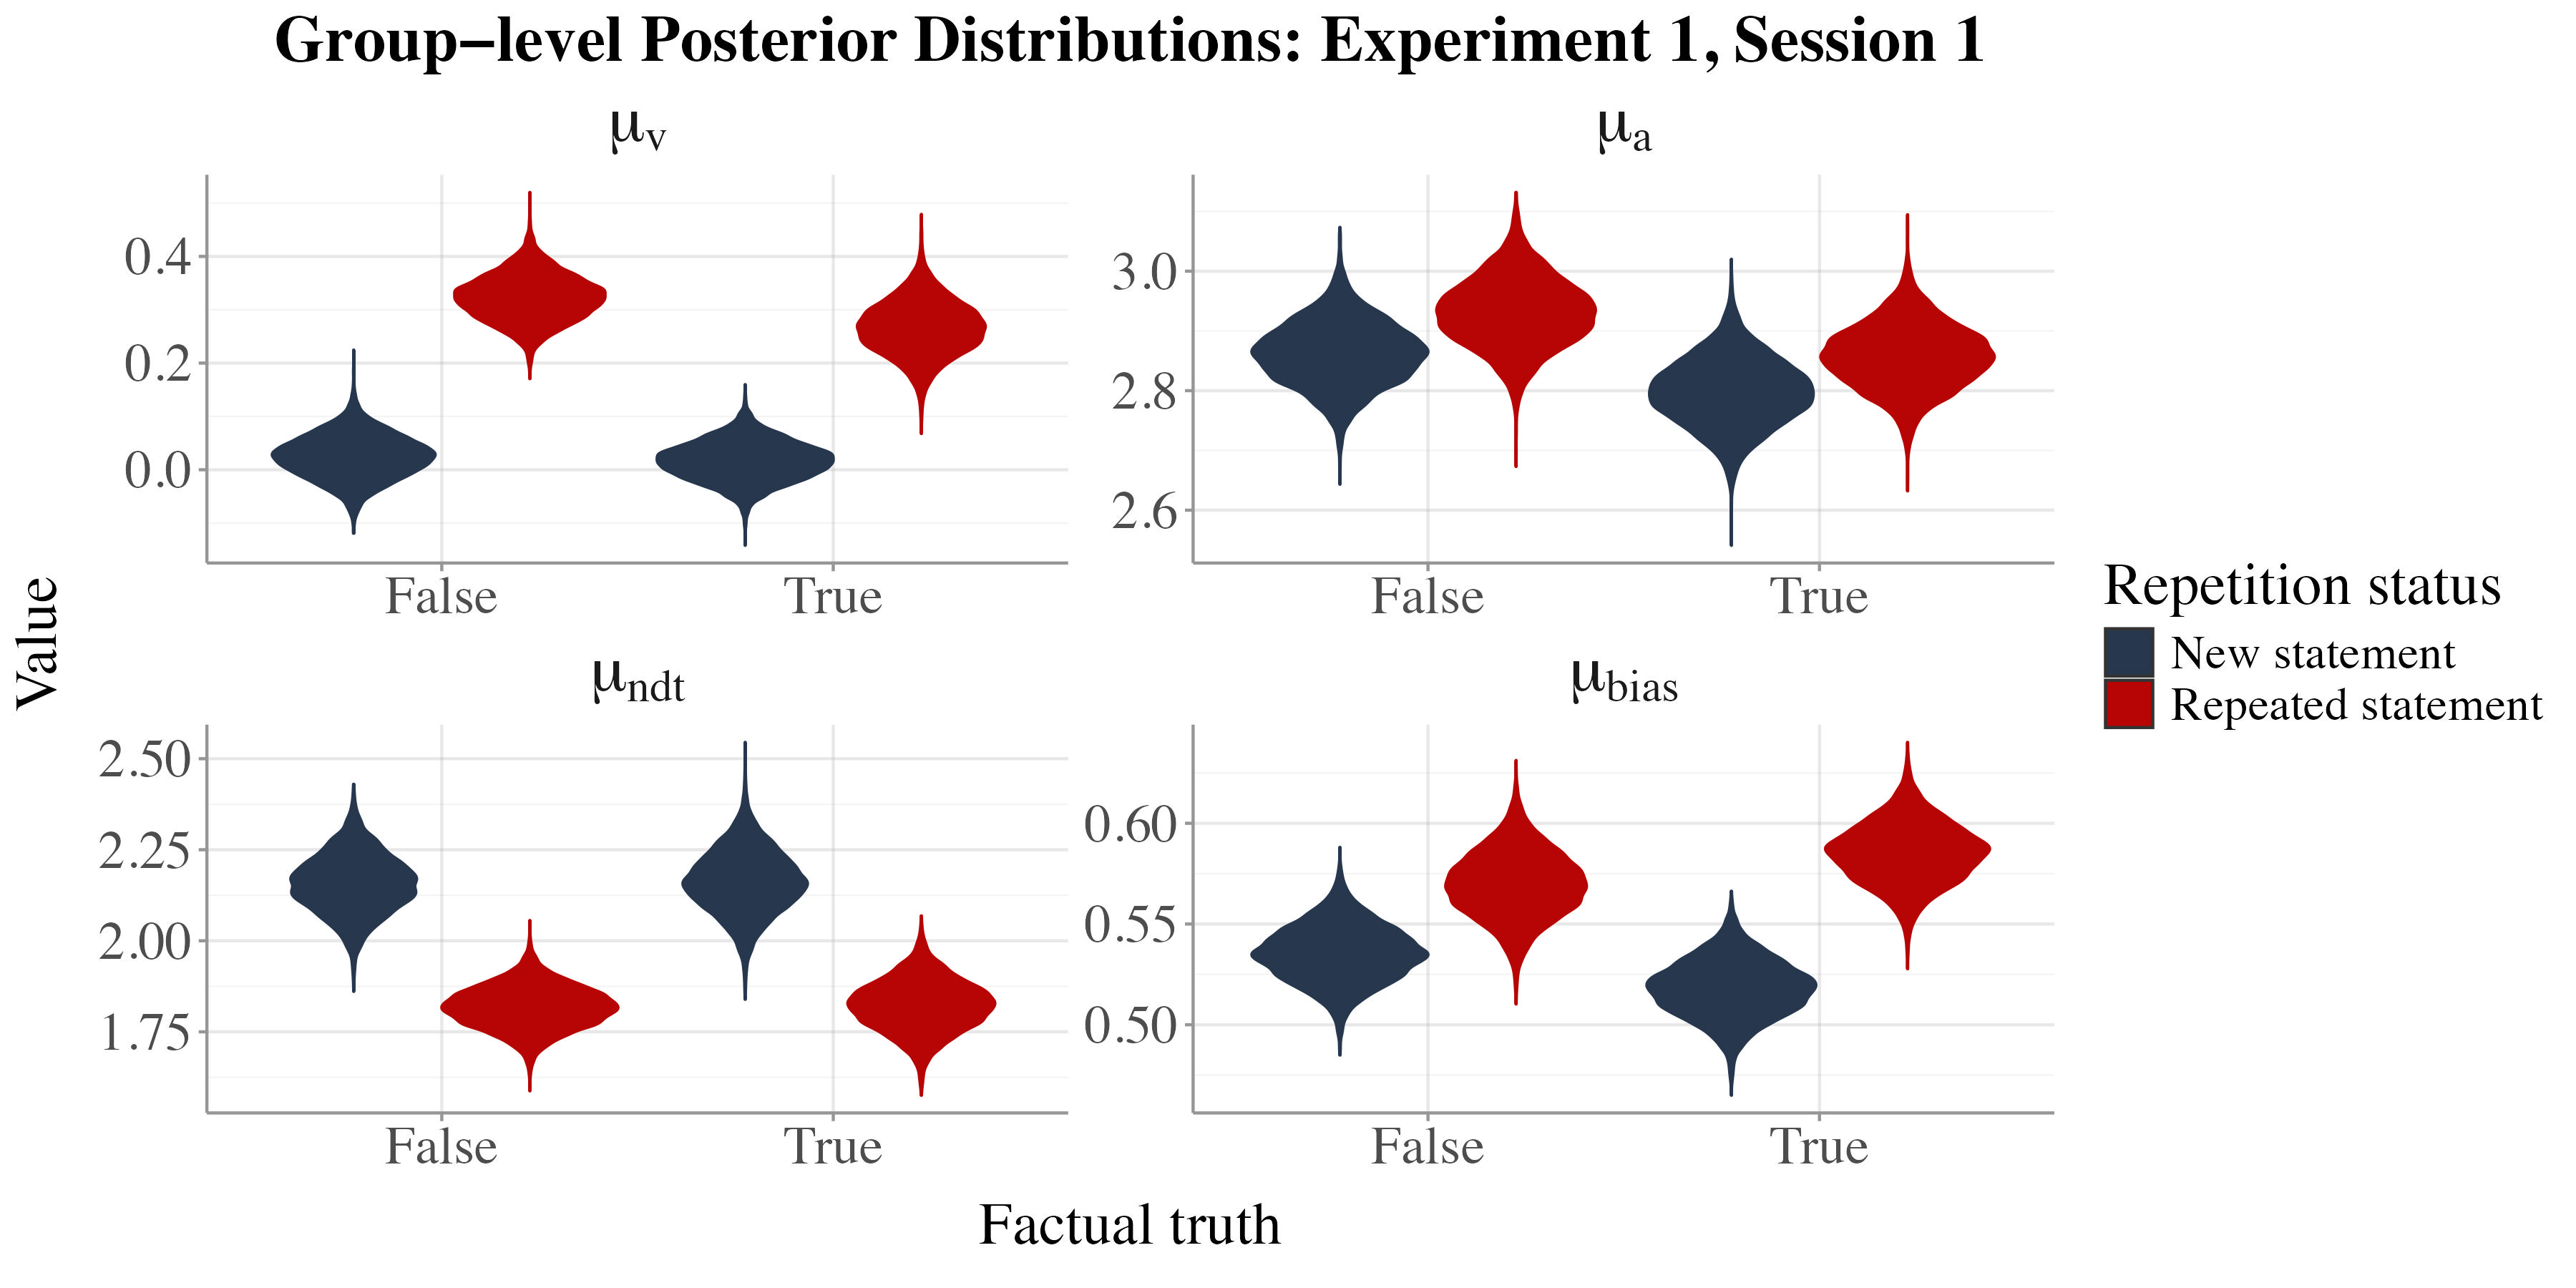 Group−level Posterior Distributions: Experiment 1, Session 1
μv
μa
0.4
0.2
0.0
3.0
2.8
2.6
False
True
False
True
Value
μndt
μbias
2.50
2.25
2.00
1.75
0.60
0.55
0.50
False
True
False
True
Factual truth
Repetition status
New statement
Repeated statement